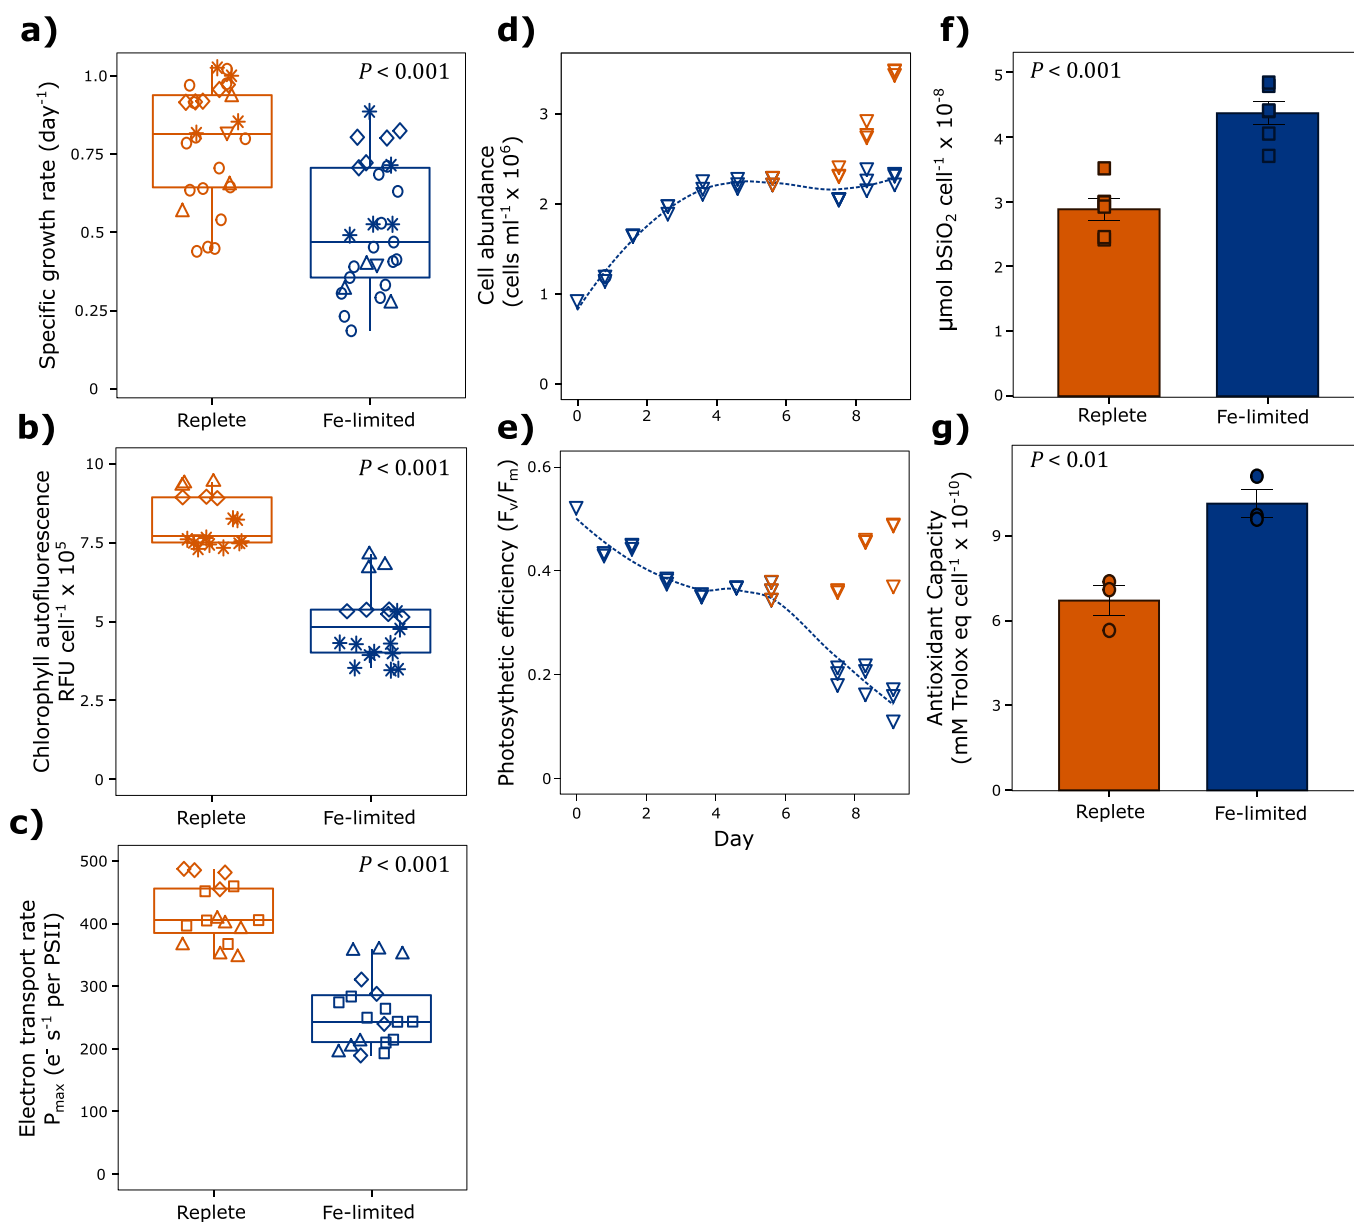 a)
P < 0.001
Specific growth rate (day-1)
1.0
0.75
0.5
0.25
0
Replete
Fe-limited
b)
P < 0.001
Chlorophyll autofluorescence
RFU cell-1 x 10^5
10
7.5
5
2.5
0
Replete
Fe-limited
c)
P < 0.001
Electron transport rate
Pmax (e- s-1 per PSII)
500
400
300
200
100
0
Replete
Fe-limited
d)
Cell abundance
(cells ml-1 x 10^6)
3
2
1
0
0 2 4 6 8
e)
Photosythetic efficiency (Fv/Fm)
0.6
0.4
0.2
0
0 2 4 6 8
Day
f)
P < 0.001
µmol bSiO2 cell-1 x 10-8
5
4
3
2
1
0
Replete
Fe-limited
g)
P < 0.01
Antioxidant Capacity
(mM Trolox eq cell-1 x 10-10)
9
6
3
0
Replete
Fe-limited